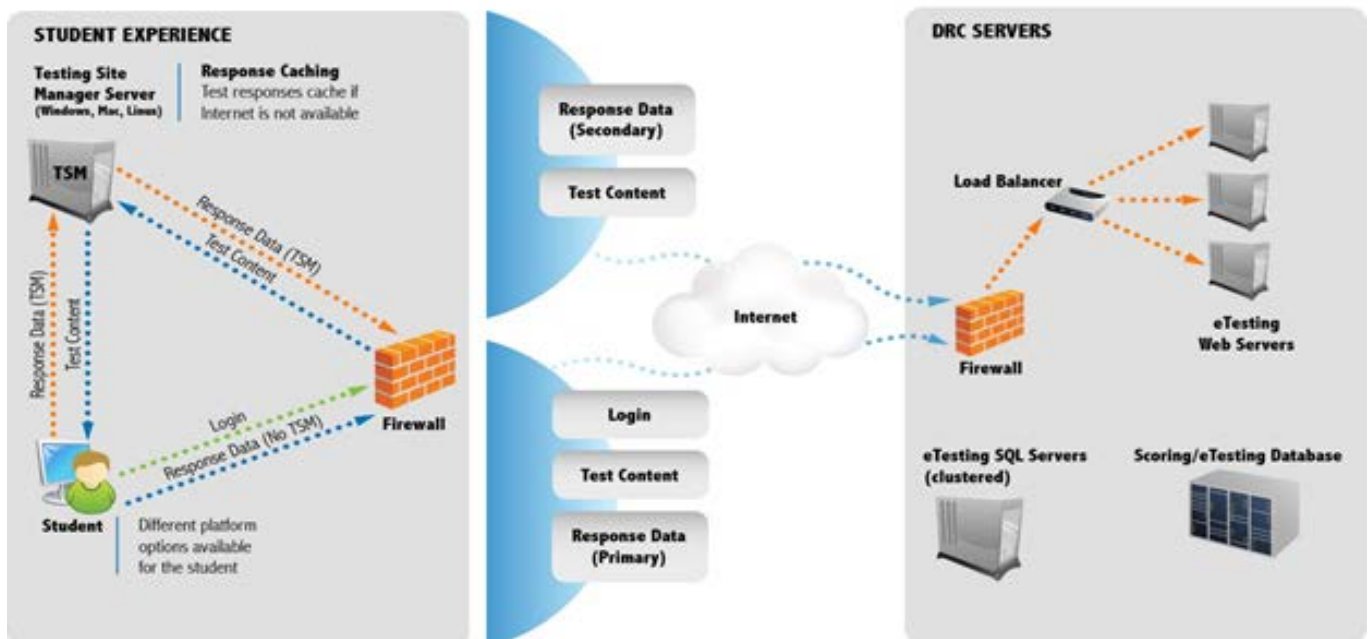 STUDENT EXPERIENCE
Testing Site
Manager Server
(Windows, Mac, Linux)
Response Caching
Test responses cache if
Internet is not available
TSM
Response Data (TSM)
Test Content
Response Data (TSM)
Test Content
Login
Response Data (No TSM)
Firewall
Student
Different platform
options available
for the student
Response Data
(Secondary)
Test Content
Internet
Login
Test Content
Response Data
(Primary)
DRC SERVERS
Load Balancer
Firewall
eTesting
Web Servers
eTesting SQL Servers
(clustered)
Scoring/eTesting Database